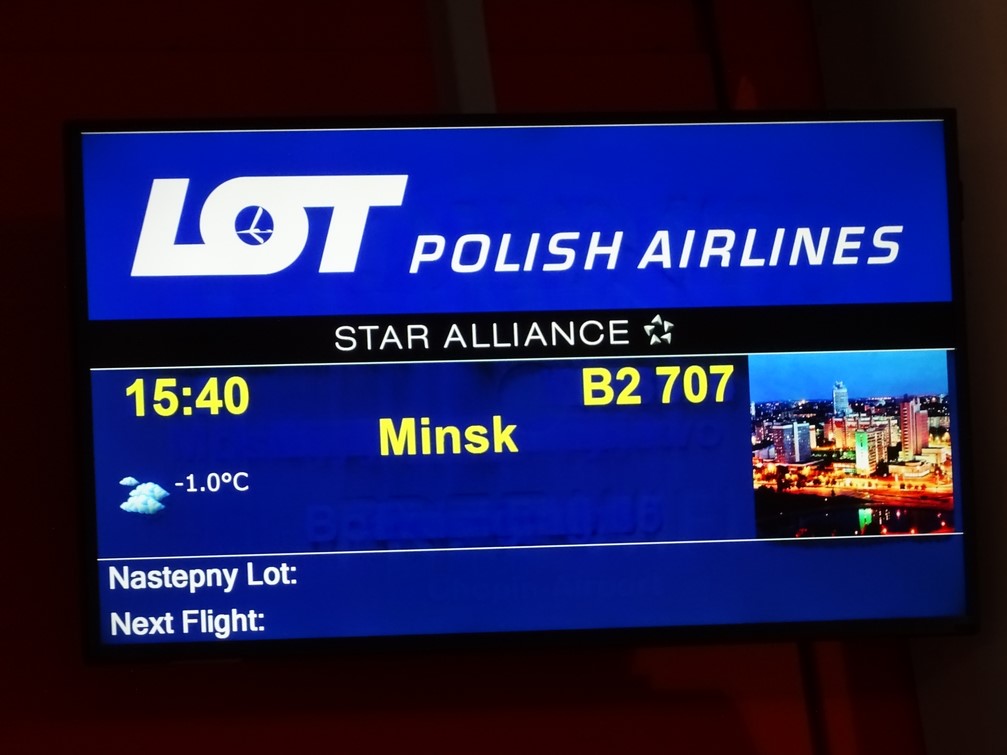 LOT POLISH AIRLINES
STAR ALLIANCE
15:40
B2 707
Minsk
-1.0°C
Nastepny Lot:
Next Flight: